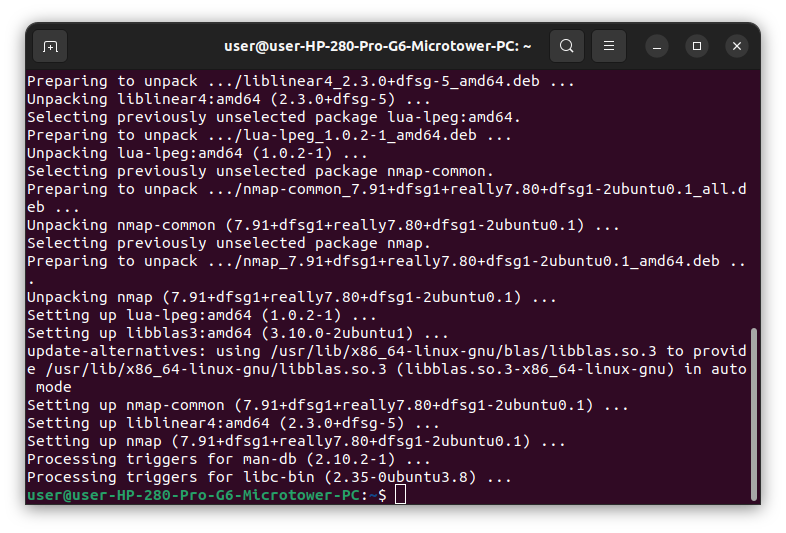 user@user-HP-280-Pro-G6-Microtower-PC: ~
Preparing to unpack .../liblinear4_2.3.0+dfsg-5_amd64.deb ...
Unpacking liblinear4:amd64 (2.3.0+dfsg-5) ...
Selecting previously unselected package lua-lpeg:amd64.
Preparing to unpack .../lua-lpeg_1.0.2-1_amd64.deb ...
Unpacking lua-lpeg:amd64 (1.0.2-1) ...
Selecting previously unselected package nmap-common.
Preparing to unpack .../nmap-common_7.91+dfsg1+really7.80+dfsg1-2ubuntu0.1_all.d
eb ...
Unpacking nmap-common (7.91+dfsg1+really7.80+dfsg1-2ubuntu0.1) ...
Selecting previously unselected package nmap.
Preparing to unpack .../nmap_7.91+dfsg1+really7.80+dfsg1-2ubuntu0.1_amd64.deb ..
.
Unpacking nmap (7.91+dfsg1+really7.80+dfsg1-2ubuntu0.1) ...
Setting up lua-lpeg:amd64 (1.0.2-1) ...
Setting up libblas3:amd64 (3.10.0-2ubuntu1) ...
update-alternatives: using /usr/lib/x86_64-linux-gnu/blas/libblas.so.3 to provid
e /usr/lib/x86_64-linux-gnu/libblas.so.3 (libblas.so.3-x86_64-linux-gnu) in auto
 mode
Setting up nmap-common (7.91+dfsg1+really7.80+dfsg1-2ubuntu0.1) ...
Setting up liblinear4:amd64 (2.3.0+dfsg-5) ...
Setting up nmap (7.91+dfsg1+really7.80+dfsg1-2ubuntu0.1) ...
Processing triggers for man-db (2.10.2-1) ...
Processing triggers for libc-bin (2.35-0ubuntu3.8) ...
user@user-HP-280-Pro-G6-Microtower-PC:~$